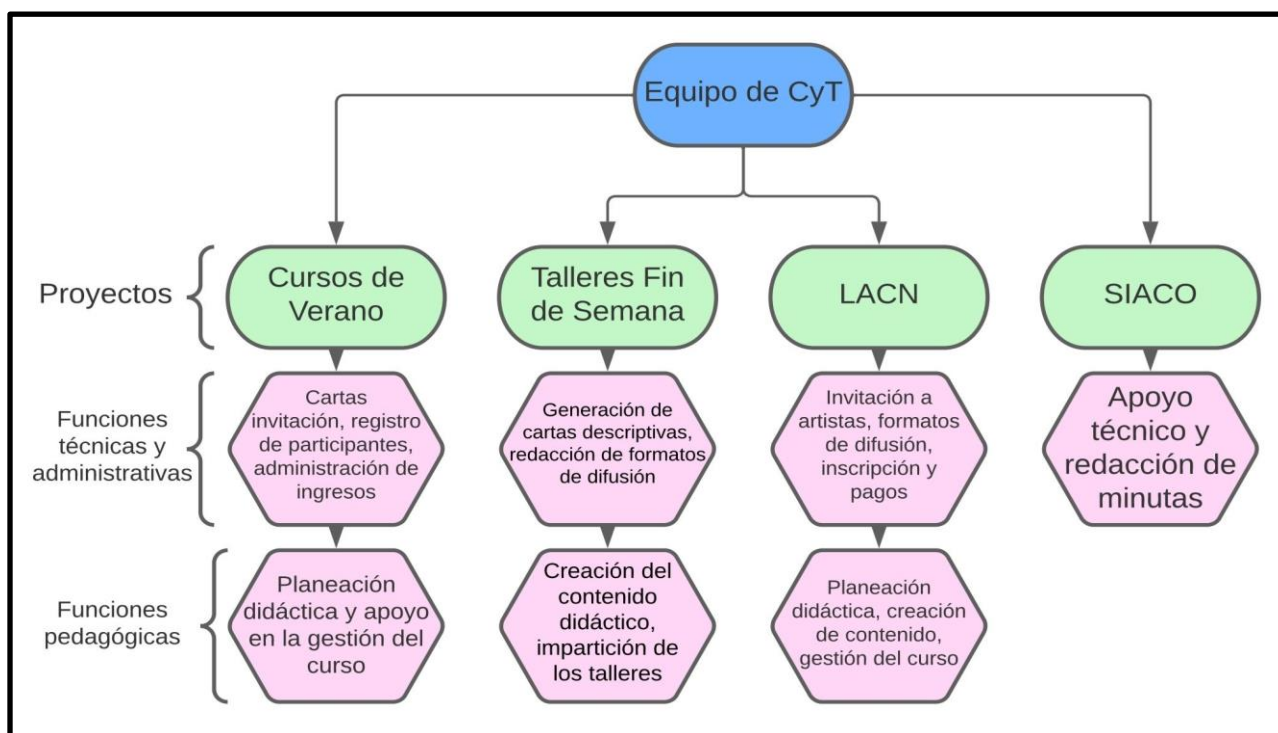 Equipo de CyT
Proyectos
Cursos de
Verano
Talleres Fin
de Semana
LACN
SIACO
Funciones
técnicas y
administrativas
Cartas
invitación, registro
de participantes,
administración de
ingresos
Generación de
cartas descriptivas,
redacción de formatos
de difusión
Invitación a
artistas, formatos
de difusión,
inscripción y
pagos
Apoyo
técnico y
redacción de
minutas
Funciones
pedagógicas
Planeación
didáctica y apoyo
en la gestión del
curso
Creación del
contenido
didáctico,
impartición de
los talleres
Planeación
didáctica, creación
de contenido,
gestión del curso